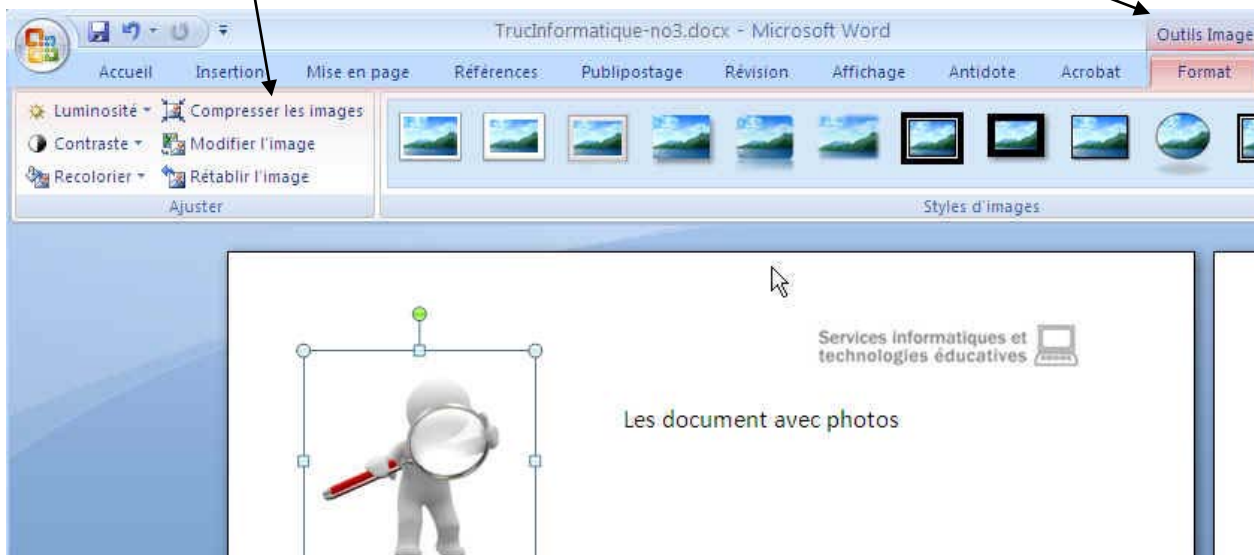 TrucInformatique-no3.docx - Microsoft Word
Outils Image
Accueil Insertion Mise en page Références Publipostage Révision Affichage Antidote Acrobat Format
Luminosité Compresser les images
Contraste Modifier l'image
Recolorier Rétablir l'image
Ajuster Styles d'images
Services informatiques et
technologies éducatives
Les document avec photos